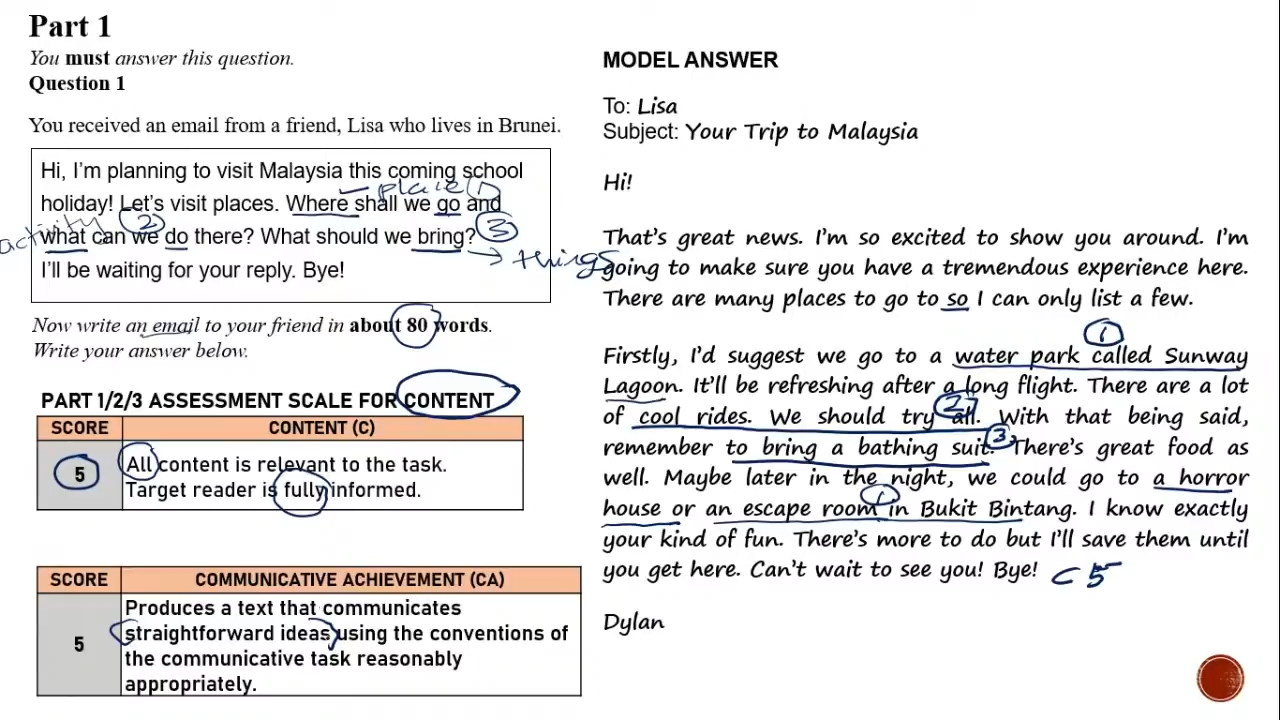 Part 1
You must answer this question.
Question 1
You received an email from a friend, Lisa who lives in Brunei.
Hi, I'm planning to visit Malaysia this coming school
places
holiday! Let's visit places. Where shall we go and
activity 2 3
what can we do there? What should we bring?
things
I'll be waiting for your reply. Bye!
Now write an email to your friend in about 80 words.
Write your answer below.
PART 1/2/3 ASSESSMENT SCALE FOR CONTENT
SCORE CONTENT (C)
5
All content is relevant to the task.
Target reader is fully informed.
SCORE COMMUNICATIVE ACHIEVEMENT (CA)
5
Produces a text that communicates
straightforward ideas using the conventions of
the communicative task reasonably
appropriately.
MODEL ANSWER
To: Lisa
Subject: Your Trip to Malaysia
Hi!
That's great news. I'm so excited to show you around. I'm
going to make sure you have a tremendous experience here.
There are many places to go to so I can only list a few.
1
Firstly, I'd suggest we go to a water park called Sunway
Lagoon. It'll be refreshing after a long flight. There are a lot
2
of cool rides. We should try all. With that being said,
3
remember to bring a bathing suit. There's great food as
well. Maybe later in the night, we could go to a horror
1
house or an escape room in Bukit Bintang. I know exactly
your kind of fun. There's more to do but I'll save them until
you get here. Can't wait to see you! Bye!
C5
Dylan